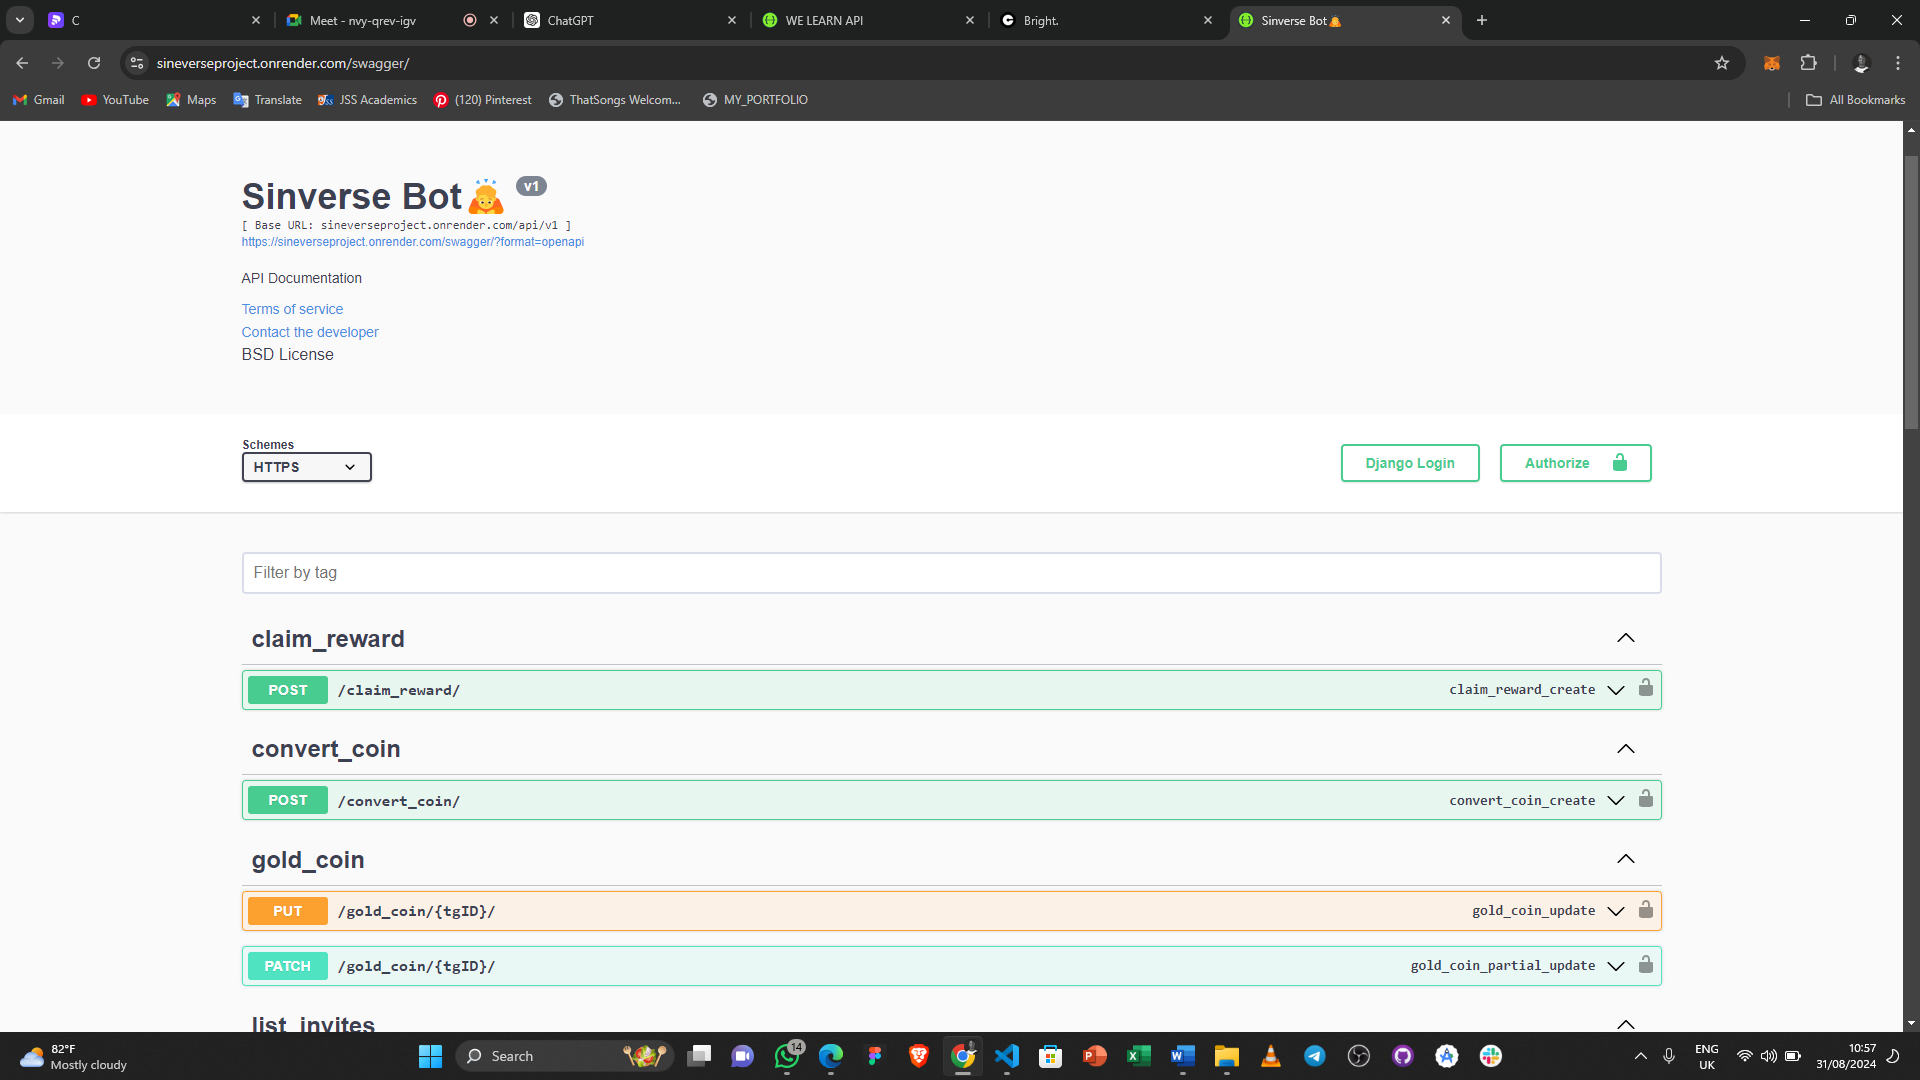 C
Meet - nvy-qrev-igv
ChatGPT
WE LEARN API
Bright.
Sinverse Bot🙇
sineverseproject.onrender.com/swagger/
Gmail
YouTube
Maps
Translate
JSS Academics
(120) Pinterest
ThatSongs Welcom...
MY_PORTFOLIO
All Bookmarks
Sinverse Bot🙇 v1
[ Base URL: sineverseproject.onrender.com/api/v1 ]
https://sineverseproject.onrender.com/swagger/?format=openapi
API Documentation
Terms of service
Contact the developer
BSD License
Schemes
HTTPS
Django Login
Authorize
Filter by tag
claim_reward
POST /claim_reward/ claim_reward_create
convert_coin
POST /convert_coin/ convert_coin_create
gold_coin
PUT /gold_coin/{tgID}/ gold_coin_update
PATCH /gold_coin/{tgID}/ gold_coin_partial_update
list_invites
82°F
Mostly cloudy
Search
14
ENG
UK
10:57
31/08/2024